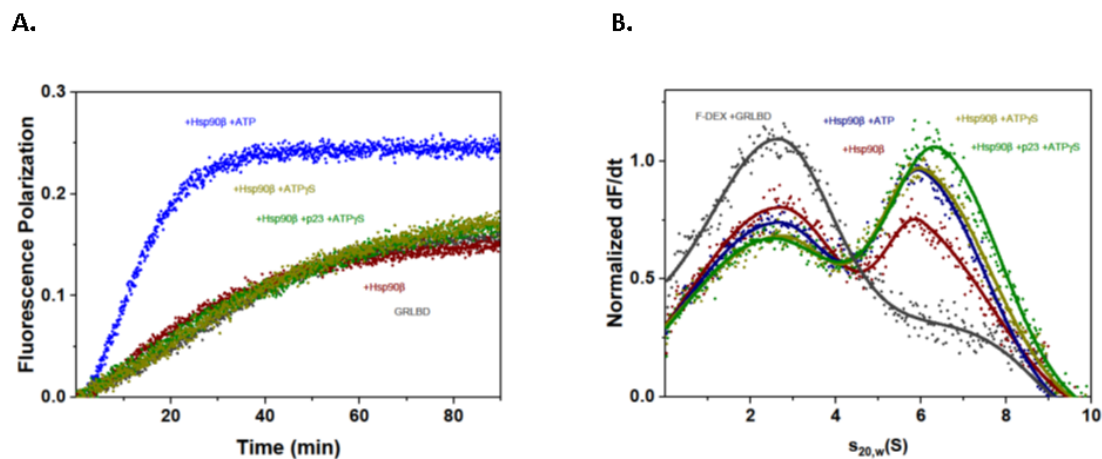 A.
B.
0.3
0.2
0.1
0.0
Fluorescence Polarization
+Hsp90β +ATP
+Hsp90β +ATPγS
+Hsp90β +p23 +ATPγS
+Hsp90β
GRLBD
20
40
60
80
Time (min)
1.0
0.5
0.0
Normalized dF/dt
F-DEX +GRLBD
+Hsp90β +ATP
+Hsp90β +ATPγS
+Hsp90β
+Hsp90β +p23 +ATPγS
0
2
4
6
8
10
s20,w(S)